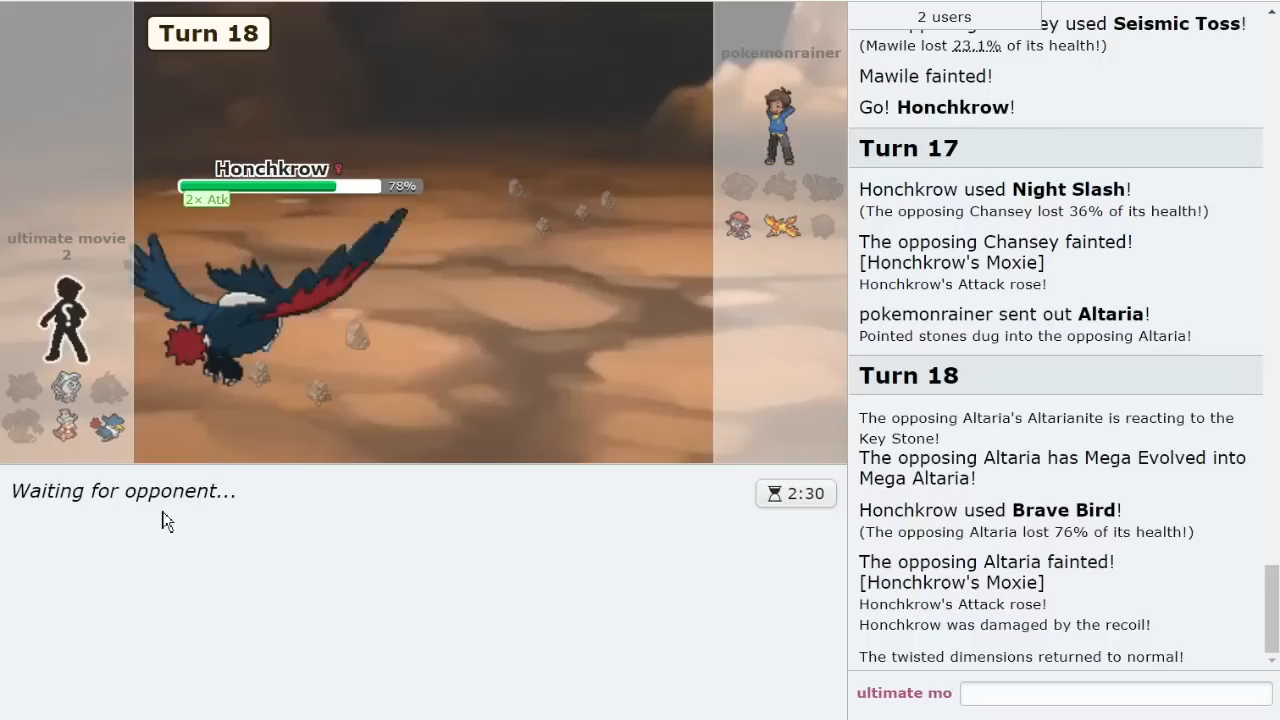 Turn 18
pokemonrainer
Honchkrow ♀
78%
2× Atk
ultimate movie
2
Waiting for opponent...
2:30
2 users
ey used Seismic Toss!
(Mawile lost 23.1% of its health!)
Mawile fainted!
Go! Honchkrow!
Turn 17
Honchkrow used Night Slash!
(The opposing Chansey lost 36% of its health!)
The opposing Chansey fainted!
[Honchkrow's Moxie]
Honchkrow's Attack rose!
pokemonrainer sent out Altaria!
Pointed stones dug into the opposing Altaria!
Turn 18
The opposing Altaria's Altarianite is reacting to the
Key Stone!
The opposing Altaria has Mega Evolved into
Mega Altaria!
Honchkrow used Brave Bird!
(The opposing Altaria lost 76% of its health!)
The opposing Altaria fainted!
[Honchkrow's Moxie]
Honchkrow's Attack rose!
Honchkrow was damaged by the recoil!
The twisted dimensions returned to normal!
ultimate mo